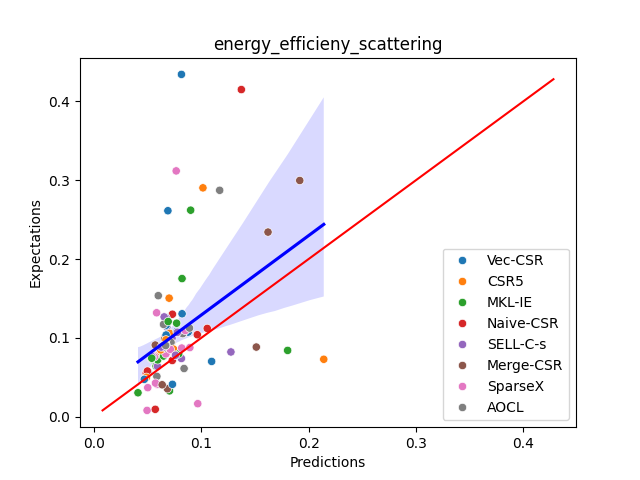 energy_efficieny_scattering
Expectations
0.4
0.3
0.2
0.1
0.0
0.0 0.1 0.2 0.3 0.4
Predictions
Vec-CSR
CSR5
MKL-IE
Naive-CSR
SELL-C-s
Merge-CSR
SparseX
AOCL